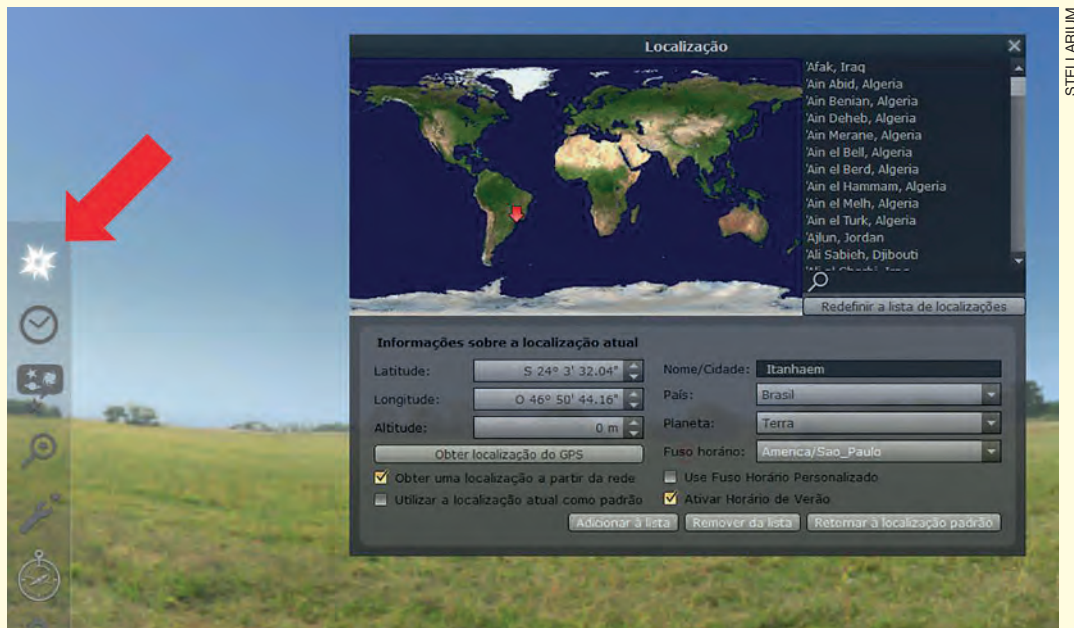 STELLARIUM
Localização
'Afak, Iraq
'Ain Abid, Algeria
'Ain Benian, Algeria
'Ain Deheb, Algeria
'Ain Merane, Algeria
'Ain el Bell, Algeria
'Ain el Berd, Algeria
'Ain el Hammam, Algeria
'Ain el Melh, Algeria
'Ain el Turk, Algeria
'Ajlun, Jordan
'Ali Sabieh, Djibouti
Redefinir a lista de localizações
Informações sobre a localização atual
Latitude: S 24° 3' 32.04" Nome/Cidade: Itanhaem
Longitude: O 46° 50' 44.16" País: Brasil
Altitude: 0 m Planeta: Terra
Obter localização do GPS Fuso horário: America/Sao_Paulo
Obter uma localização a partir da rede Use Fuso Horário Personalizado
Utilizar a localização atual como padrão Ativar Horário de Verão
Adicionar à lista Remover da lista Retornar à localização padrão